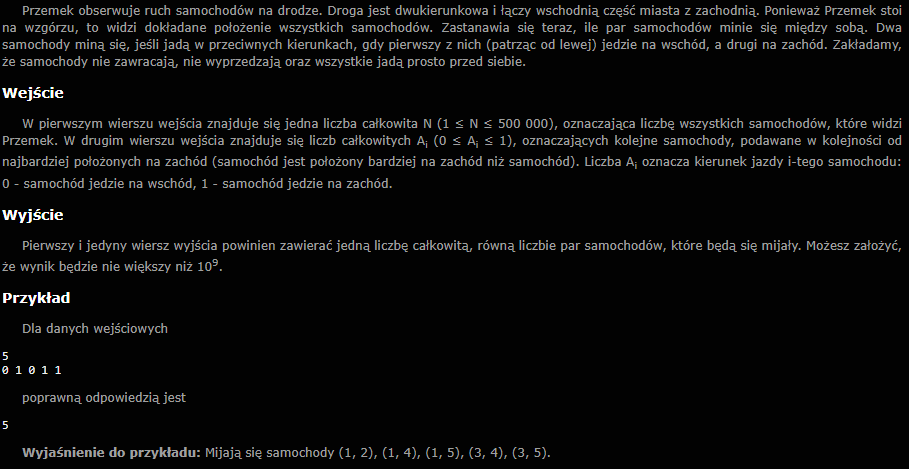 Przemek obserwuje ruch samochodów na drodze. Droga jest dwukierunkowa i łączy wschodnią część miasta z zachodnią. Ponieważ Przemek stoi
na wzgórzu, to widzi dokładane położenie wszystkich samochodów. Zastanawia się teraz, ile par samochodów minie się między sobą. Dwa
samochody miną się, jeśli jadą w przeciwnych kierunkach, gdy pierwszy z nich (patrząc od lewej) jedzie na wschód, a drugi na zachód. Zakładamy,
że samochody nie zawracają, nie wyprzedzają oraz wszystkie jadą prosto przed siebie.
Wejście
W pierwszym wierszu wejścia znajduje się jedna liczba całkowita N (1 ≤ N ≤ 500 000), oznaczająca liczbę wszystkich samochodów, które widzi
Przemek. W drugim wierszu wejścia znajduje się liczb całkowitych Aᵢ (0 ≤ Aᵢ ≤ 1), oznaczających kolejne samochody, podawane w kolejności od
najbardziej położonych na zachód (samochód jest położony bardziej na zachód niż samochód). Liczba Aᵢ oznacza kierunek jazdy i-tego samochodu:
0 - samochód jedzie na wschód, 1 - samochód jedzie na zachód.
Wyjście
Pierwszy i jedyny wiersz wyjścia powinien zawierać jedną liczbę całkowitą, równą liczbie par samochodów, które będą się mijały. Możesz założyć,
że wynik będzie nie większy niż 10⁹.
Przykład
Dla danych wejściowych
5
0 1 0 1 1
poprawną odpowiedzią jest
5
Wyjaśnienie do przykładu: Mijają się samochody (1, 2), (1, 4), (1, 5), (3, 4), (3, 5).